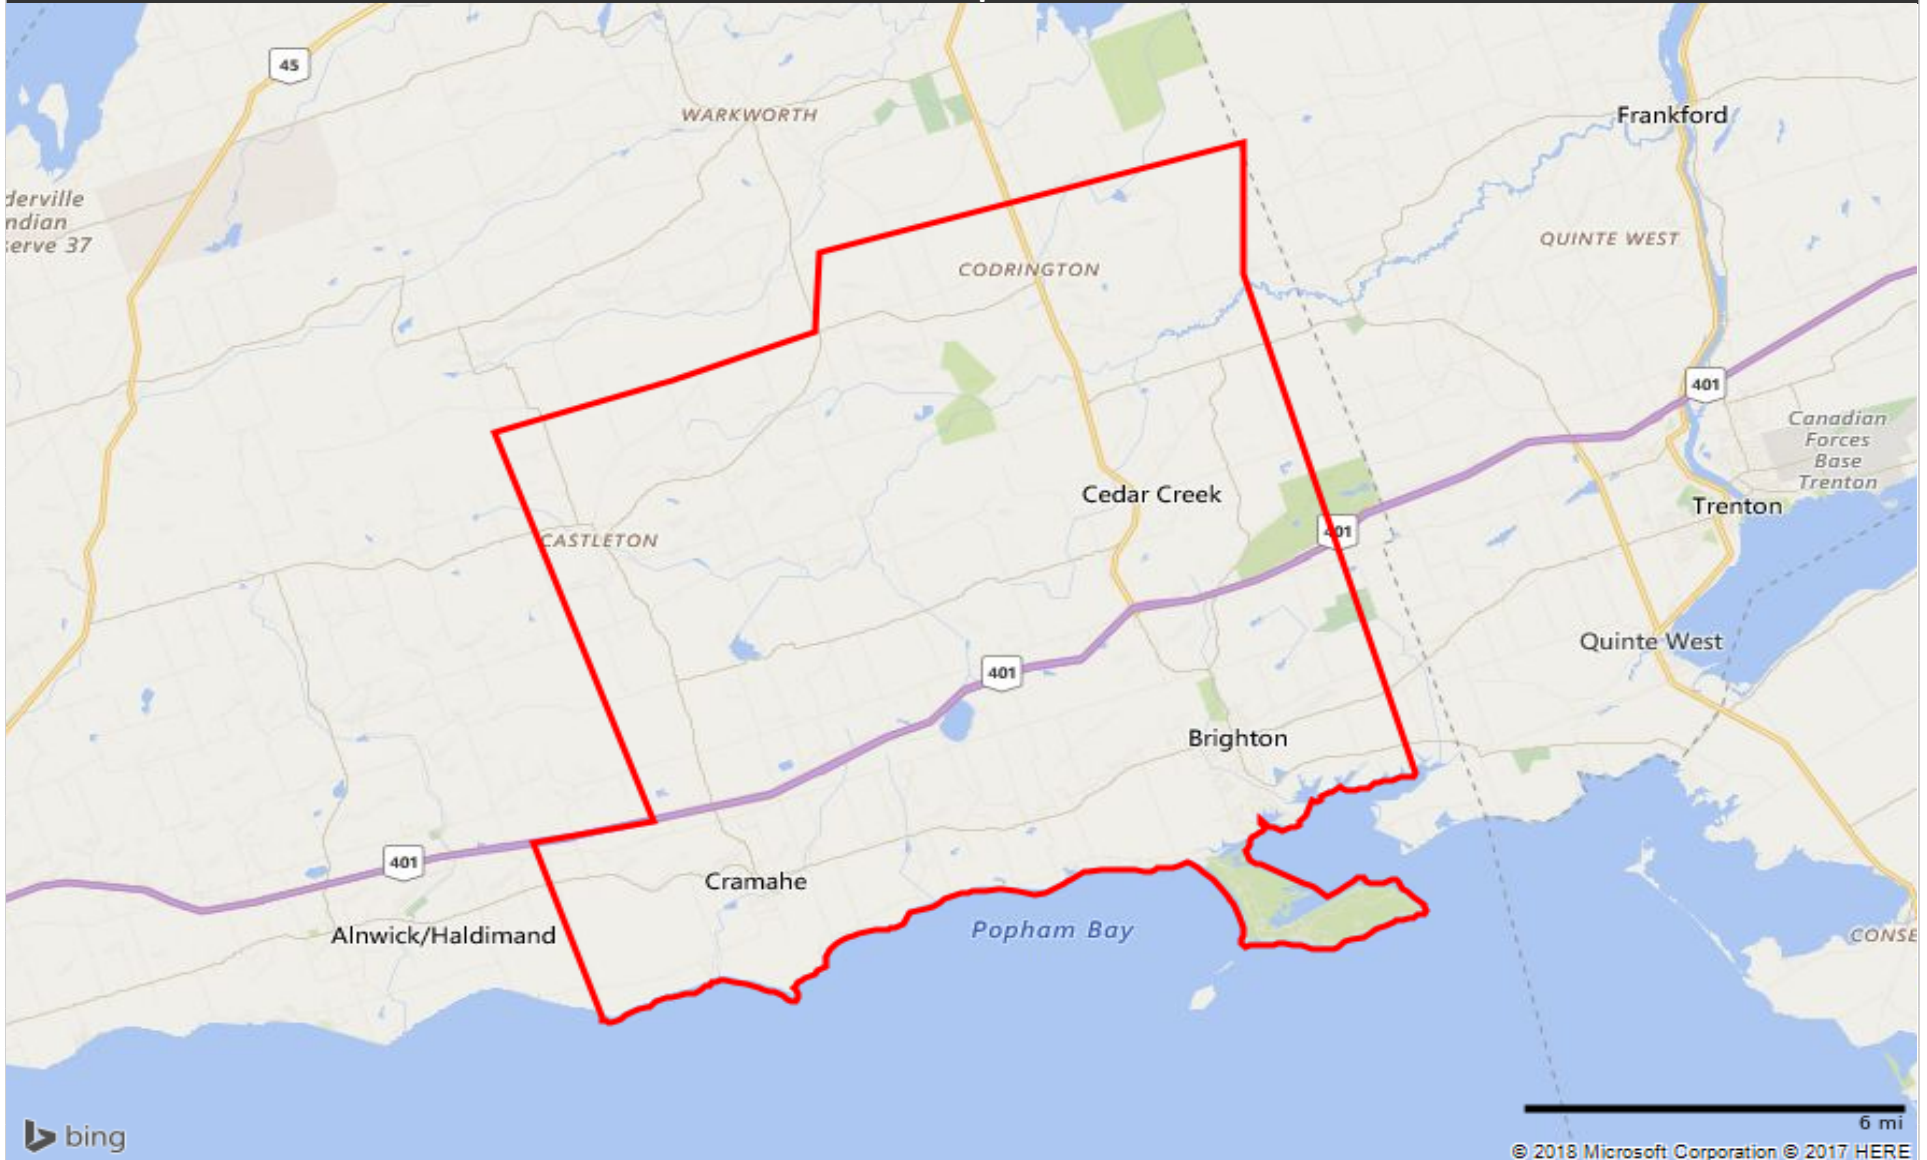 45
WARKWORTH
Frankford
derville
ndian
serve 37
QUINTE WEST
CODRINGTON
401
Canadian
Forces
Base
Trenton
Cedar Creek
Trenton
401
CASTLETON
Quinte West
401
Brighton
401
Cramahe
Alnwick/Haldimand
Popham Bay
CONSE
6 mi
bing
© 2018 Microsoft Corporation © 2017 HERE